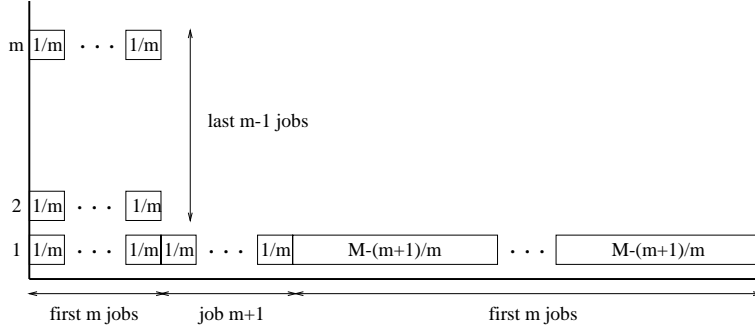 m 1/m . . . 1/m
last m-1 jobs
2 1/m . . . 1/m
1 1/m . . . 1/m 1/m . . . 1/m M-(m+1)/m . . . M-(m+1)/m
first m jobs job m+1 first m jobs